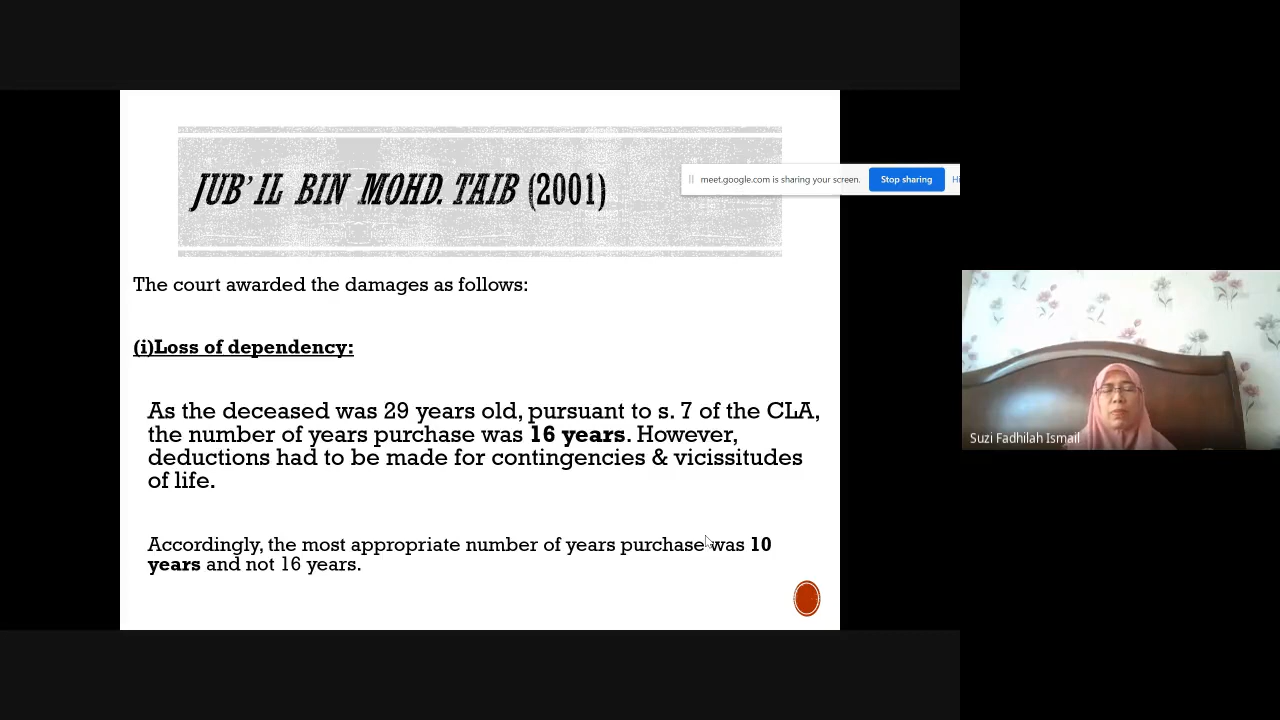 JUB' IL BIN MOHD. TAIB (2001)
meet.google.com is sharing your screen.
Stop sharing
The court awarded the damages as follows:
(i)Loss of dependency:
As the deceased was 29 years old, pursuant to s. 7 of the CLA,
the number of years purchase was 16 years. However,
deductions had to be made for contingencies & vicissitudes
of life.
Accordingly, the most appropriate number of years purchase was 10
years and not 16 years.
Suzi Fadhilah Ismail